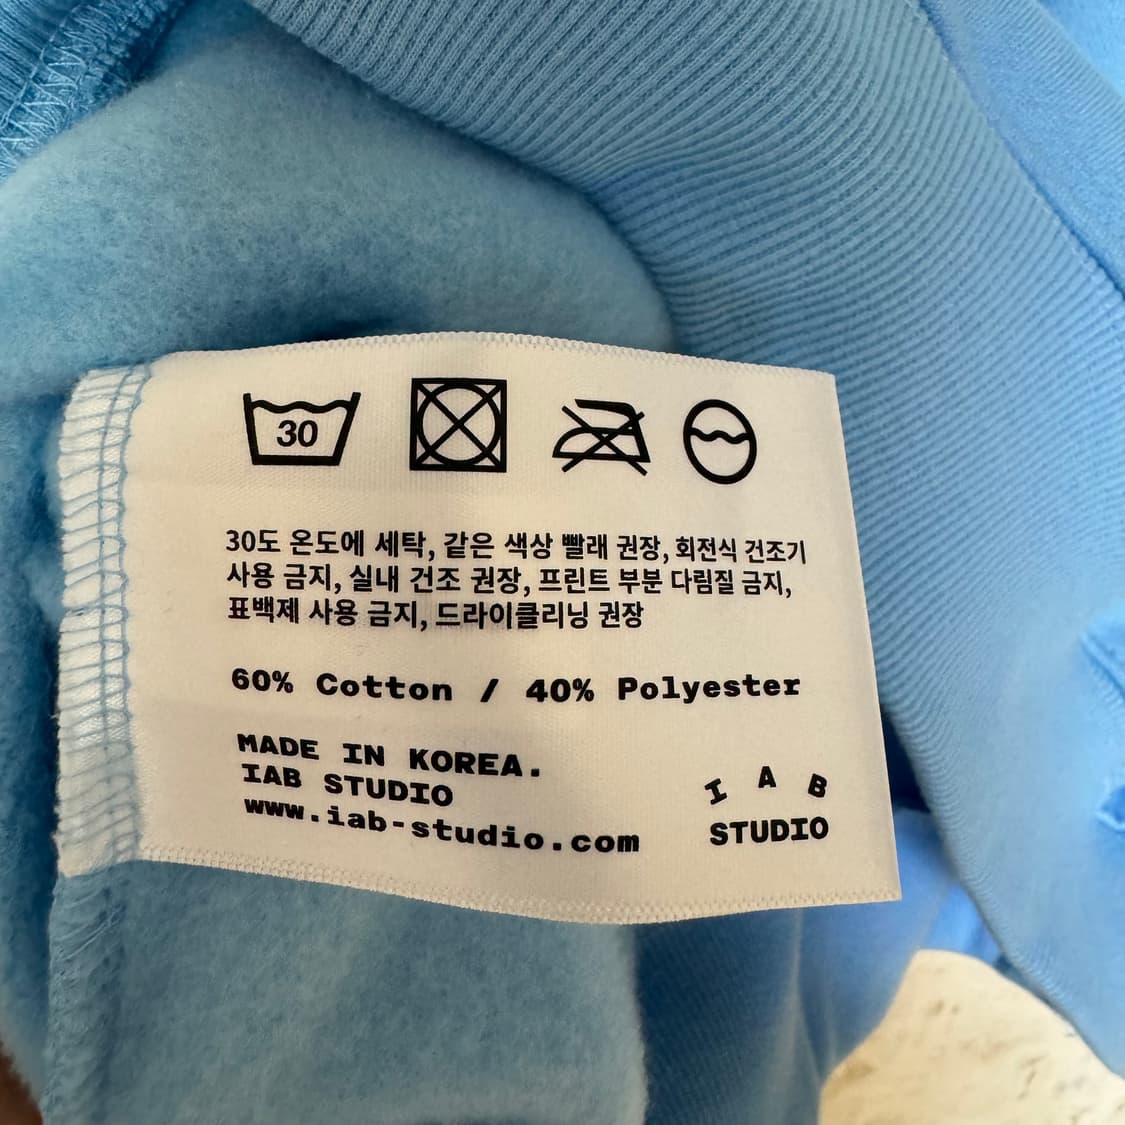 30
30도 온도에 세탁, 같은 색상 빨래 권장, 회전식 건조기
사용 금지, 실내 건조 권장, 프린트 부분 다림질 금지,
표백제 사용 금지, 드라이클리닝 권장
60% Cotton / 40% Polyester
MADE IN KOREA.
IAB STUDIO
www.iab-studio.com
I A B
STUDIO